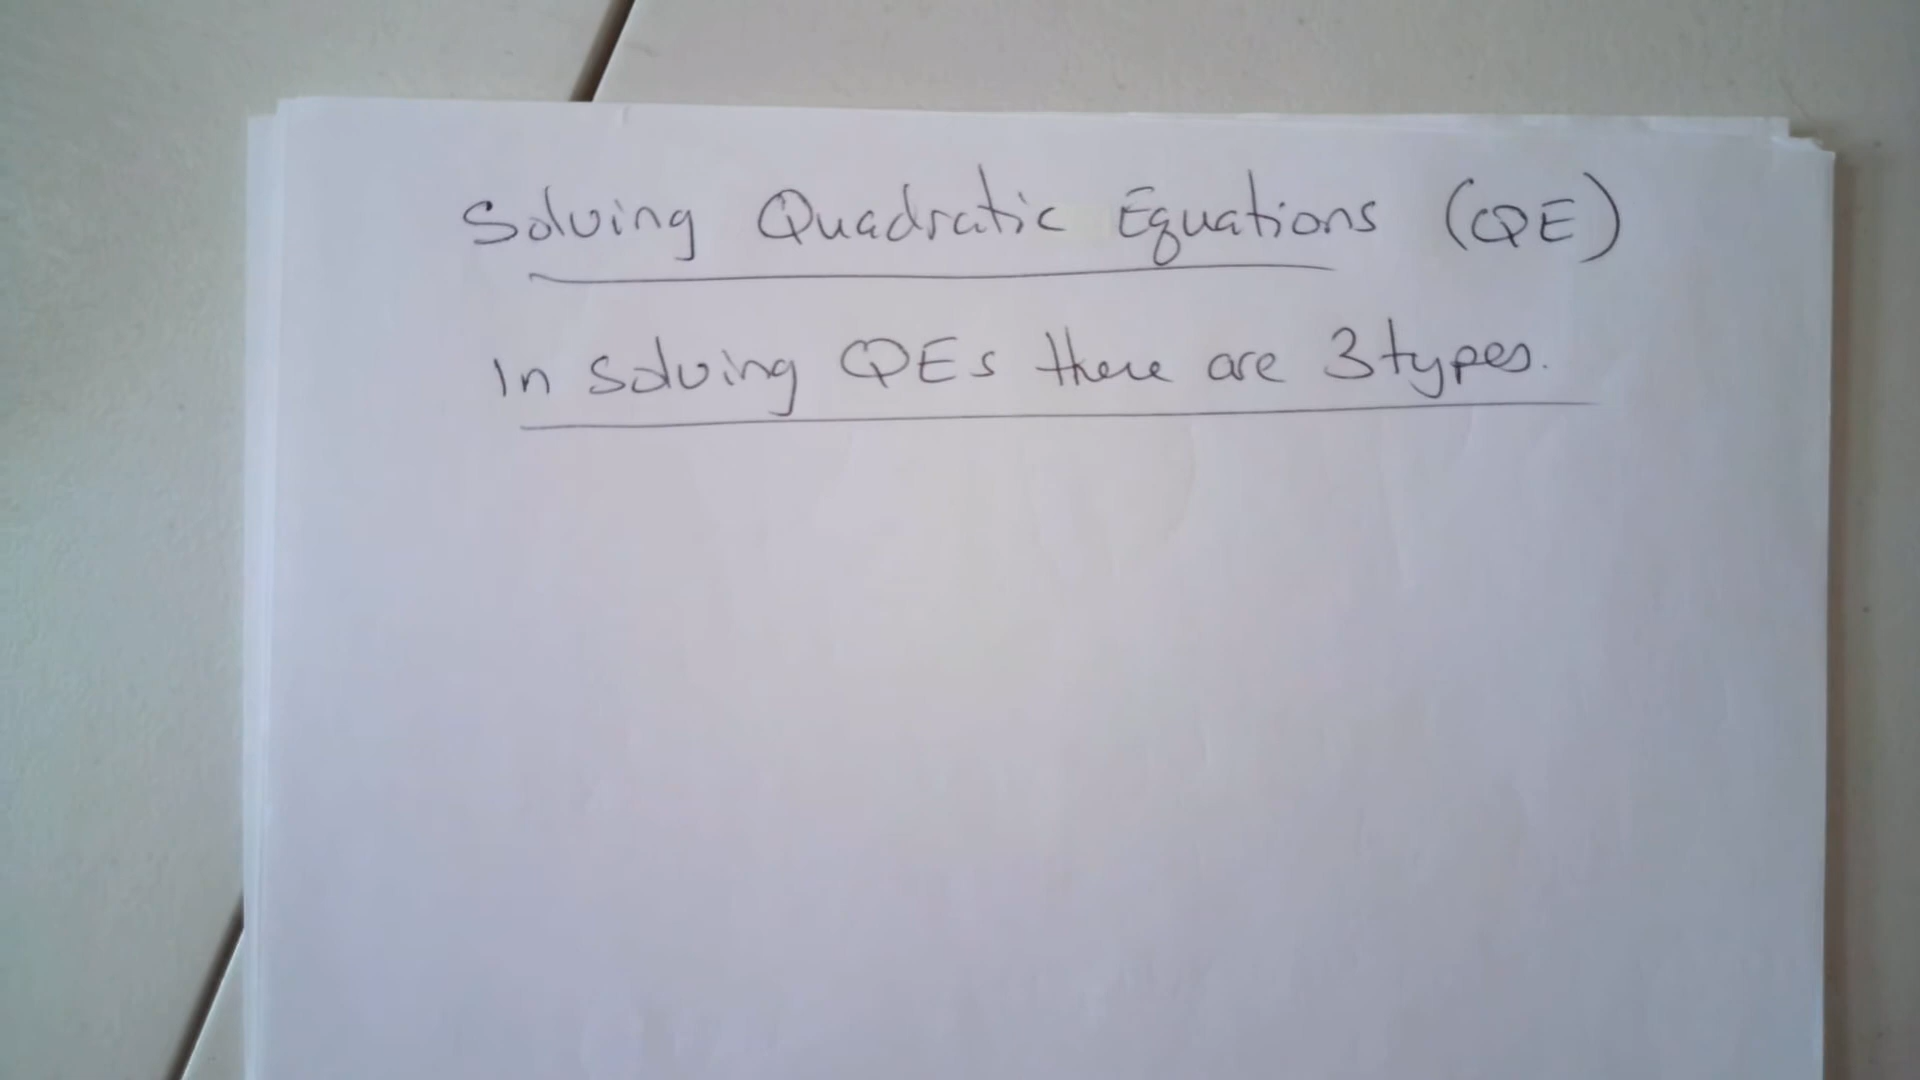 Solving Quadratic Equations (QE)
In solving QEs there are 3 types.